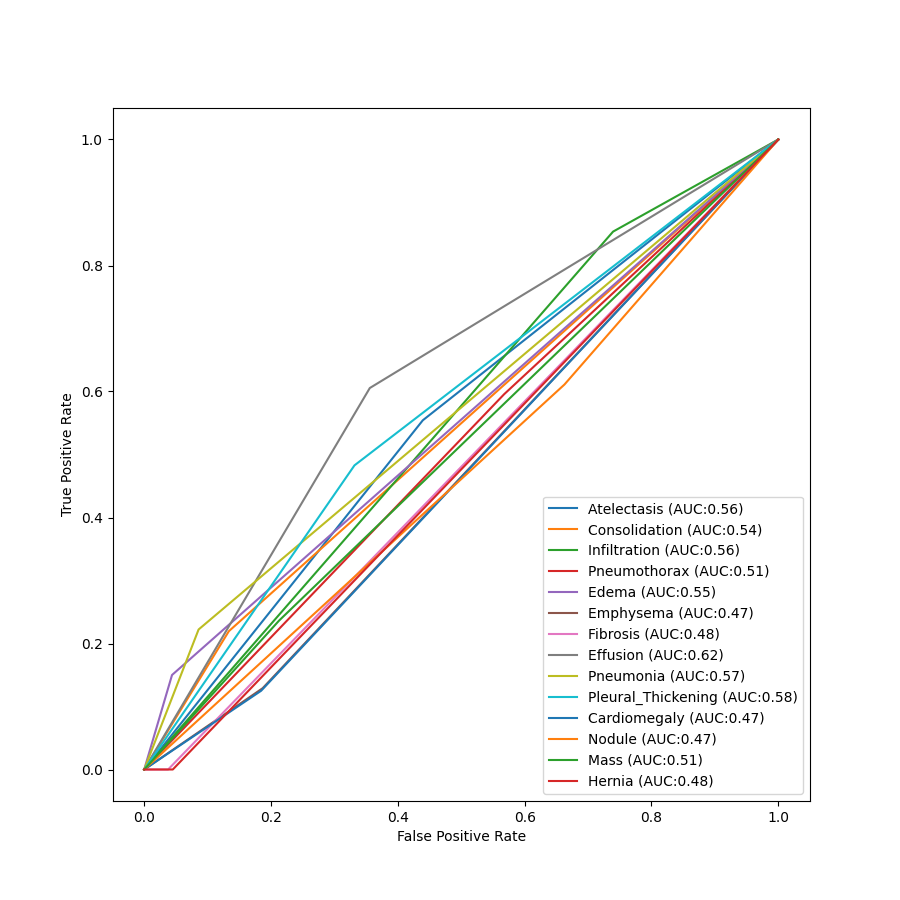 1.0
0.8
0.6
0.4
0.2
0.0
True Positive Rate
Atelectasis (AUC:0.56)
Consolidation (AUC:0.54)
Infiltration (AUC:0.56)
Pneumothorax (AUC:0.51)
Edema (AUC:0.55)
Emphysema (AUC:0.47)
Fibrosis (AUC:0.48)
Effusion (AUC:0.62)
Pneumonia (AUC:0.57)
Pleural_Thickening (AUC:0.58)
Cardiomegaly (AUC:0.47)
Nodule (AUC:0.47)
Mass (AUC:0.51)
Hernia (AUC:0.48)
0.0 0.2 0.4 0.6 0.8 1.0
False Positive Rate